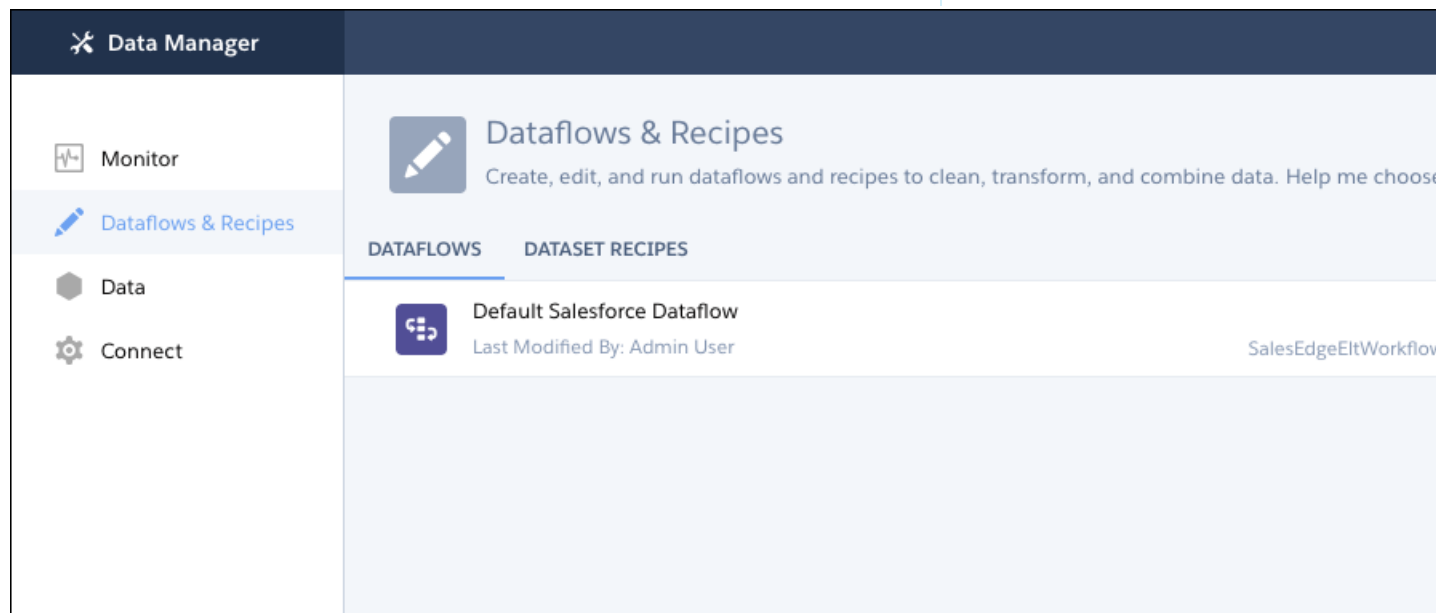 Data Manager
Monitor
Dataflows & Recipes
Data
Connect
Dataflows & Recipes
Create, edit, and run dataflows and recipes to clean, transform, and combine data. Help me choose
DATAFLOWS DATASET RECIPES
Default Salesforce Dataflow
Last Modified By: Admin User
SalesEdgeEltWorkflow